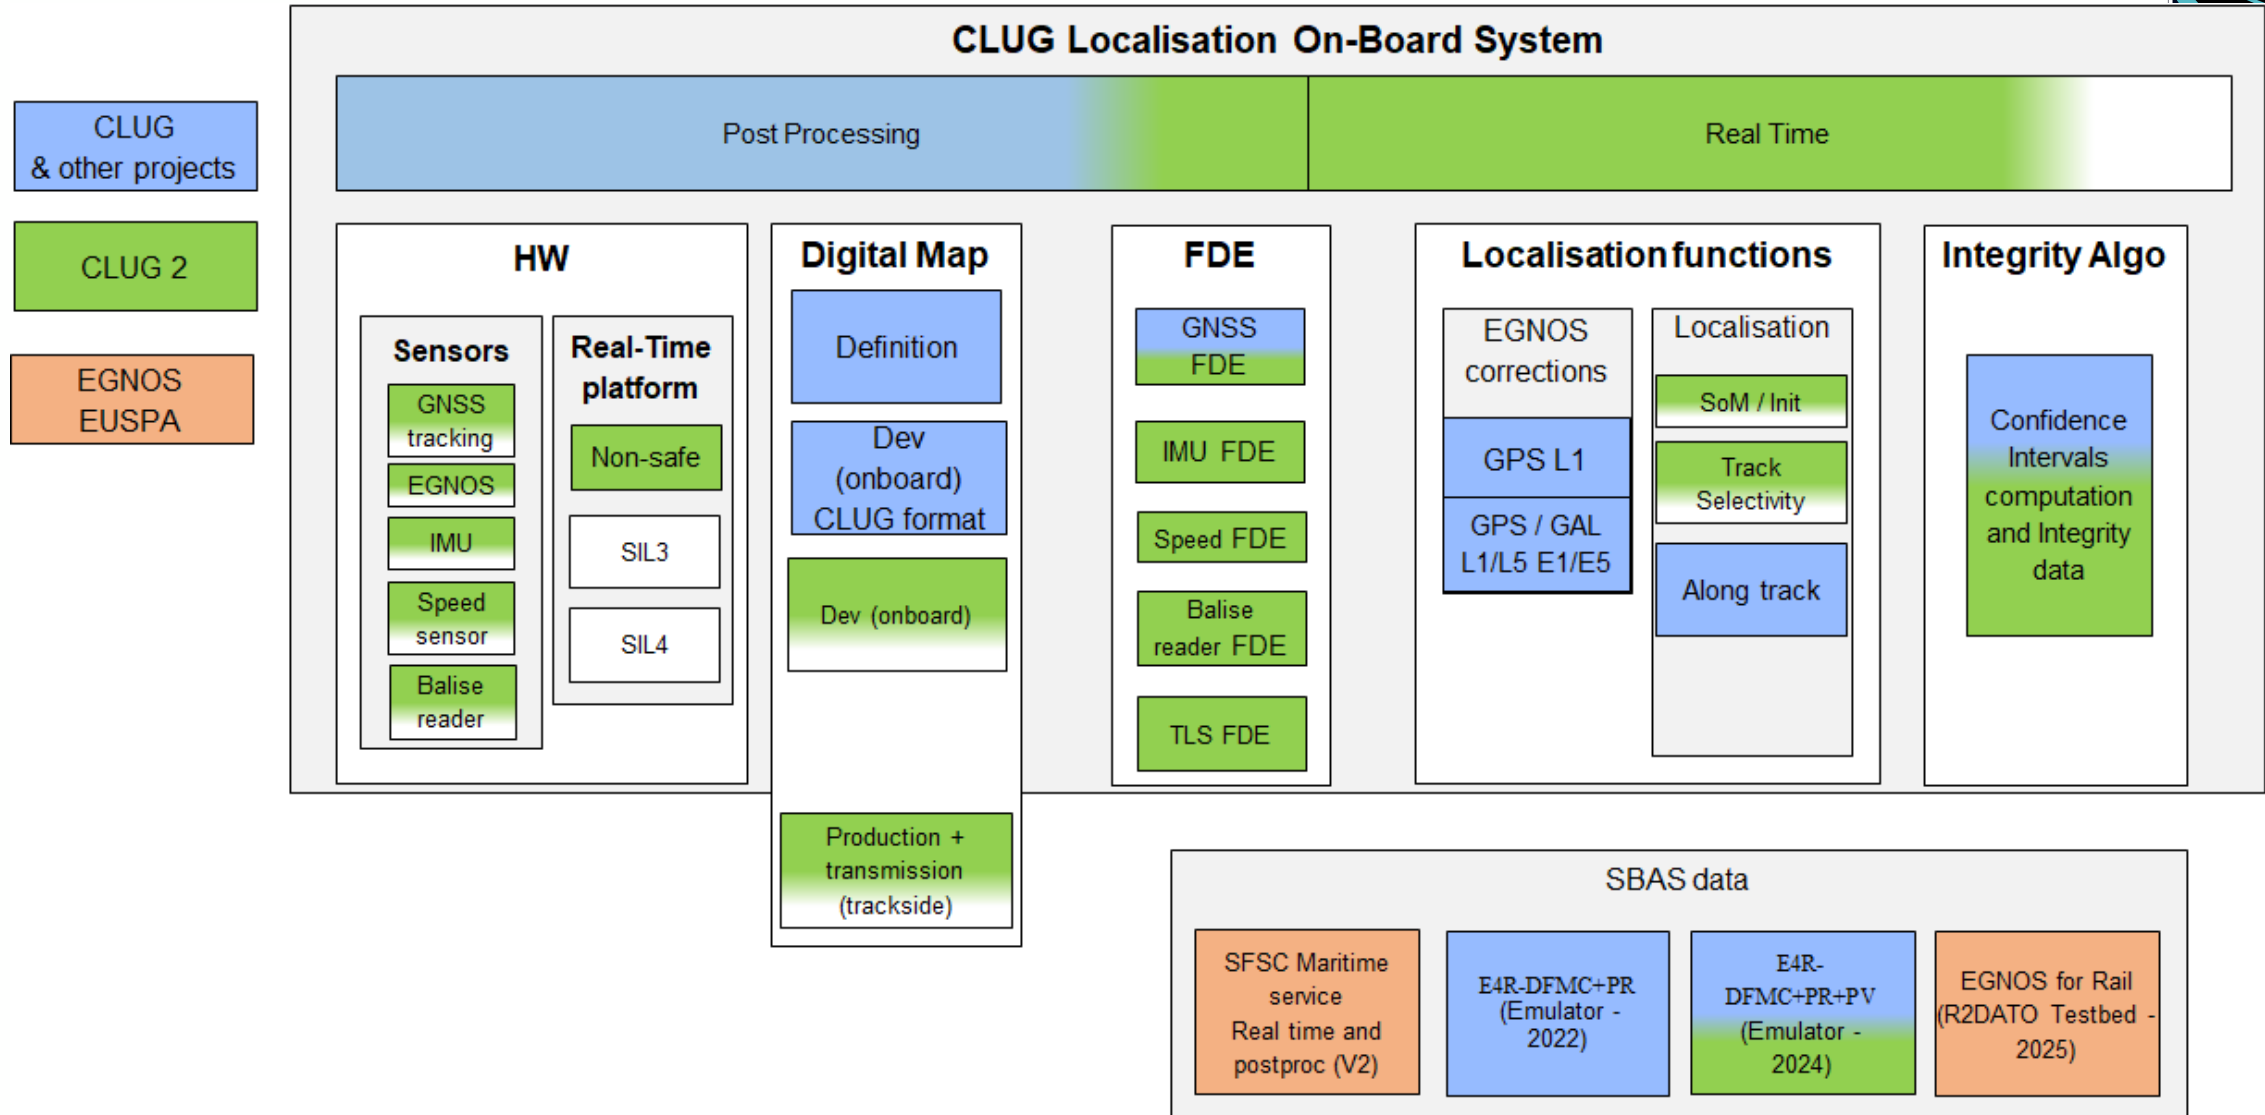 CLUG Localisation On-Board System
Post Processing
Real Time
CLUG
& other projects
CLUG 2
EGNOS
EUSPA
HW
Sensors
GNSS
tracking
EGNOS
IMU
Speed
sensor
Balise
reader
Real-Time
platform
Non-safe
SIL3
SIL4
Digital Map
Definition
Dev
(onboard)
CLUG format
Dev (onboard)
Production +
transmission
(trackside)
FDE
GNSS
FDE
IMU FDE
Speed FDE
Balise
reader FDE
TLS FDE
Localisation functions
EGNOS
corrections
GPS L1
GPS / GAL
L1/L5 E1/E5
Localisation
SoM / Init
Track
Selectivity
Along track
Integrity Algo
Confidence
Intervals
computation
and Integrity
data
SBAS data
SFSC Maritime
service
Real time and
postproc (V2)
E4R-DFMC+PR
(Emulator -
2022)
E4R-
DFMC+PR+PV
(Emulator -
2024)
EGNOS for Rail
(R2DATO Testbed -
2025)